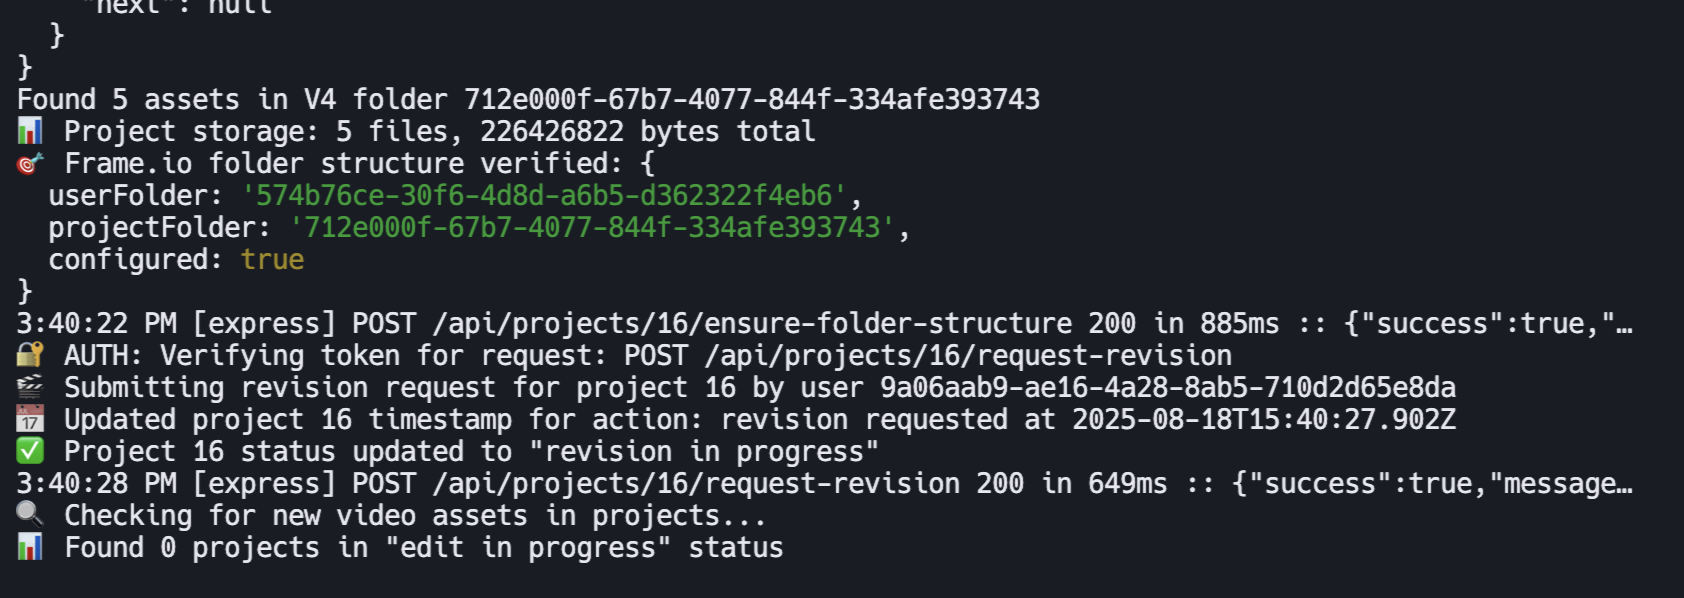 "next": null
}
}
Found 5 assets in V4 folder 712e000f-67b7-4077-844f-334afe393743
📊 Project storage: 5 files, 226426822 bytes total
🎯 Frame.io folder structure verified: {
userFolder: '574b76ce-30f6-4d8d-a6b5-d362322f4eb6',
projectFolder: '712e000f-67b7-4077-844f-334afe393743',
configured: true
}
3:40:22 PM [express] POST /api/projects/16/ensure-folder-structure 200 in 885ms :: {"success":true,"…
🔐 AUTH: Verifying token for request: POST /api/projects/16/request-revision
🎬 Submitting revision request for project 16 by user 9a06aab9-ae16-4a28-8ab5-710d2d65e8da
📅 Updated project 16 timestamp for action: revision requested at 2025-08-18T15:40:27.902Z
✅ Project 16 status updated to "revision in progress"
3:40:28 PM [express] POST /api/projects/16/request-revision 200 in 649ms :: {"success":true,"message…
🔍 Checking for new video assets in projects...
📊 Found 0 projects in "edit in progress" status